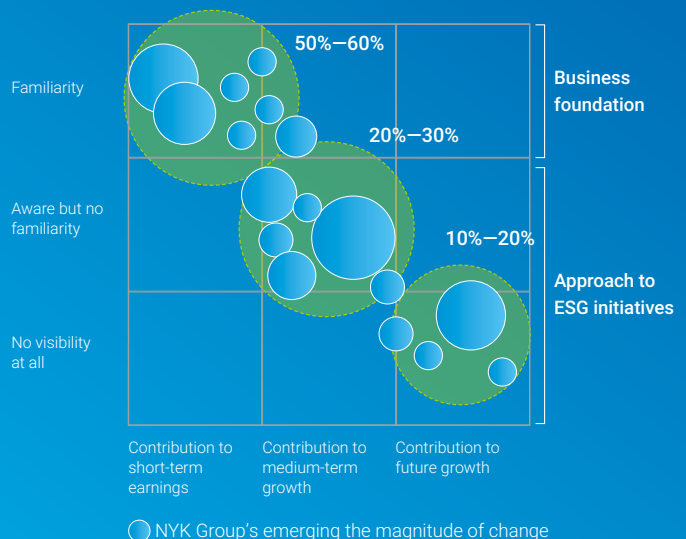 50%—60%
Familiarity
Business
foundation
20%—30%
Aware but no
familiarity
10%—20%
Approach to
ESG initiatives
No visibility
at all
Contribution to
short-term
earnings
Contribution to
medium-term
growth
Contribution to
future growth
NYK Group's emerging the magnitude of change